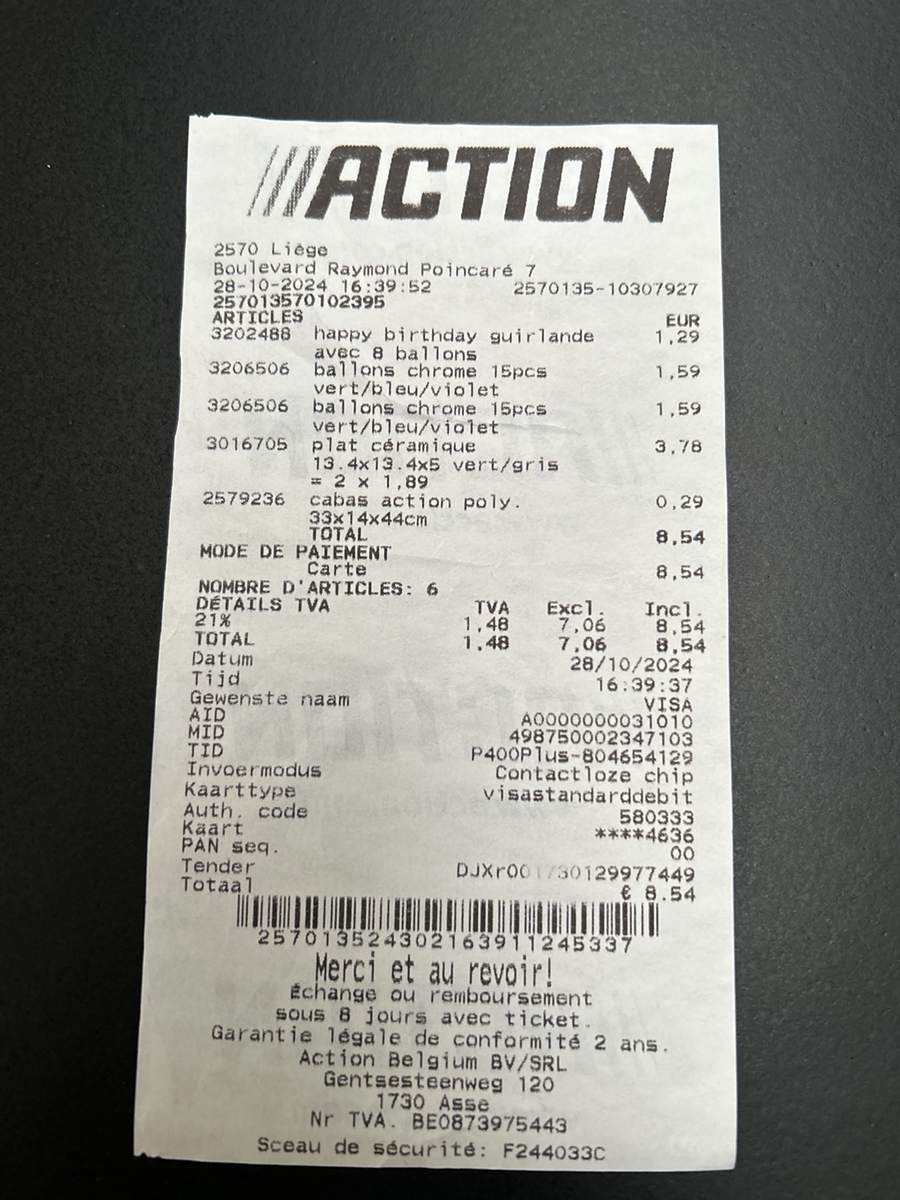 ///ACTION
2570 Liège
Boulevard Raymond Poincaré 7
28-10-2024 16:39:52 2570135-10307927
257013570102395
ARTICLES EUR
3202488 happy birthday guirlande 1,29
avec 8 ballons
3206506 ballons chrome 15pcs 1,59
vert/bleu/violet
3206506 ballons chrome 15pcs 1,59
vert/bleu/violet
3016705 plat céramique 3,78
13.4x13.4x5 vert/gris
= 2 x 1,89
2579236 cabas action poly. 0,29
33x14x44cm
TOTAL 8,54
MODE DE PAIEMENT
Carte 8,54
NOMBRE D'ARTICLES: 6
DÉTAILS TVA TVA Excl. Incl.
21% 1,48 7,06 8,54
TOTAL 1,48 7,06 8,54
Datum 28/10/2024
Tijd 16:39:37
Gewenste naam VISA
AID A0000000031010
MID 498750002347103
TID P400Plus-804654129
Invoermodus Contactloze chip
Kaarttype visastandarddebit
Auth. code 580333
Kaart ****4636
PAN seq. 00
Tender DJXr001730129977449
Totaal € 8.54
257013524302163911245337
Merci et au revoir!
Échange ou remboursement
sous 8 jours avec ticket.
Garantie légale de conformité 2 ans.
Action Belgium BV/SRL
Gentsesteenweg 120
1730 Asse
Nr TVA. BE0873975443
Sceau de sécurité: F244033C